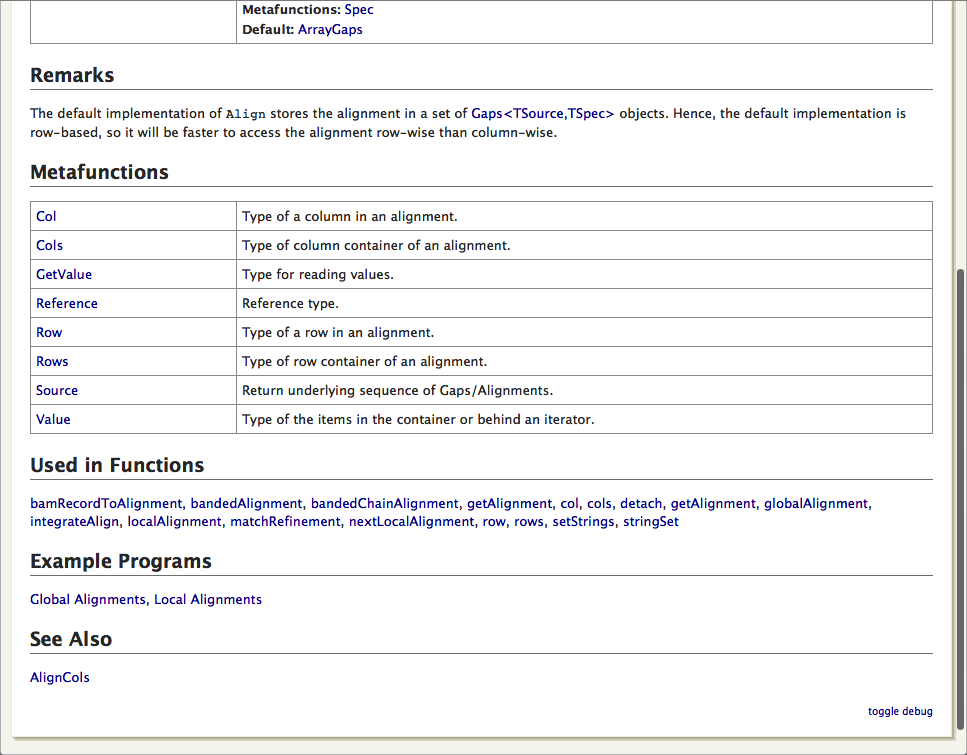 Metafunctions: Spec
Default: ArrayGaps
Remarks
The default implementation of Align stores the alignment in a set of Gaps<TSource,TSpec> objects. Hence, the default implementation is
row-based, so it will be faster to access the alignment row-wise than column-wise.
Metafunctions
Col Type of a column in an alignment.
Cols Type of column container of an alignment.
GetValue Type for reading values.
Reference Reference type.
Row Type of a row in an alignment.
Rows Type of row container of an alignment.
Source Return underlying sequence of Gaps/Alignments.
Value Type of the items in the container or behind an iterator.
Used in Functions
bamRecordToAlignment, bandedAlignment, bandedChainAlignment, getAlignment, col, cols, detach, getAlignment, globalAlignment,
integrateAlign, localAlignment, matchRefinement, nextLocalAlignment, row, rows, setStrings, stringSet
Example Programs
Global Alignments, Local Alignments
See Also
AlignCols
toggle debug